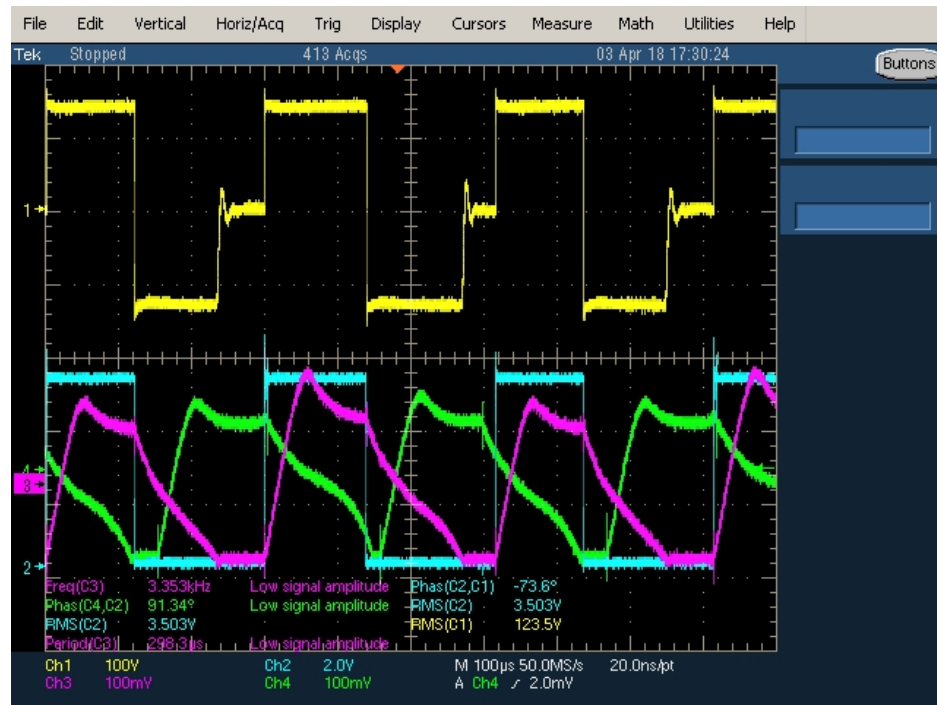 File Edit Vertical Horiz/Acq Trig Display Cursors Measure Math Utilities Help
Tek Stopped 413 Acqs 03 Apr 18 17:30:24
Buttons
1
4
3
2
Freq(C3) 3.353kHz Low signal amplitude Phas(C2,C1) -73.6°
Phas(C4,C2) 91.34° Low signal amplitude RMS(C2) 3.503V
RMS(C2) 3.503V RMS(C1) 123.5V
Period(C3) 298.3µs Low signal amplitude
Ch1 100V Ch2 2.0V M 100µs 50.0MS/s 20.0ns/pt
Ch3 100mV Ch4 100mV A Ch4 2.0mV